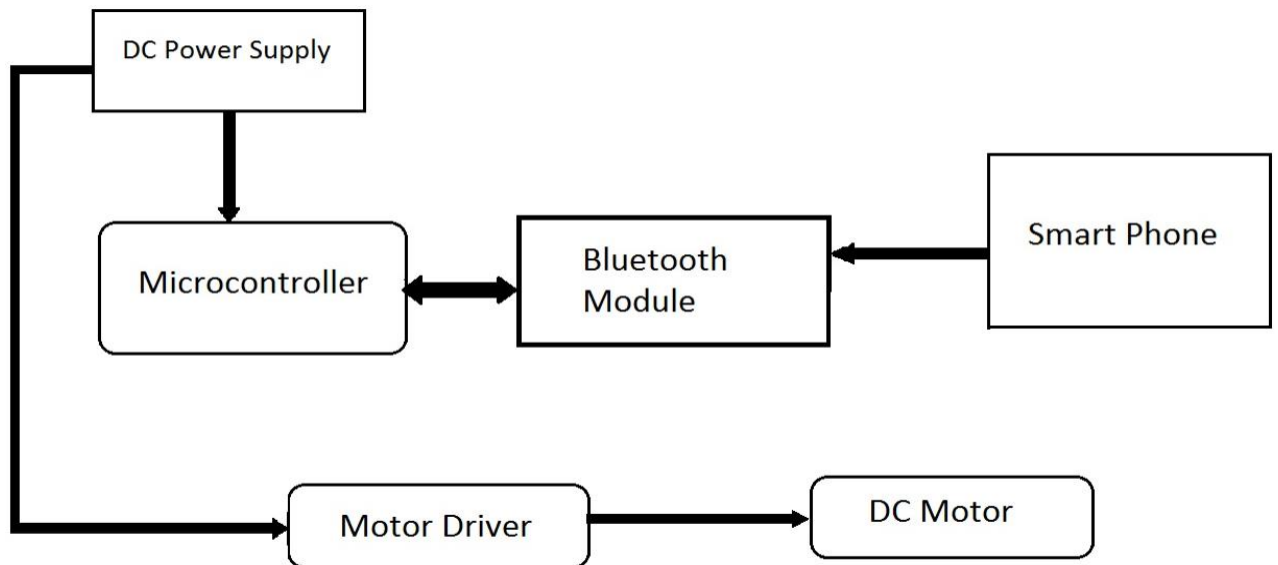 DC Power Supply
Smart Phone
Microcontroller
Bluetooth
Module
Motor Driver
DC Motor